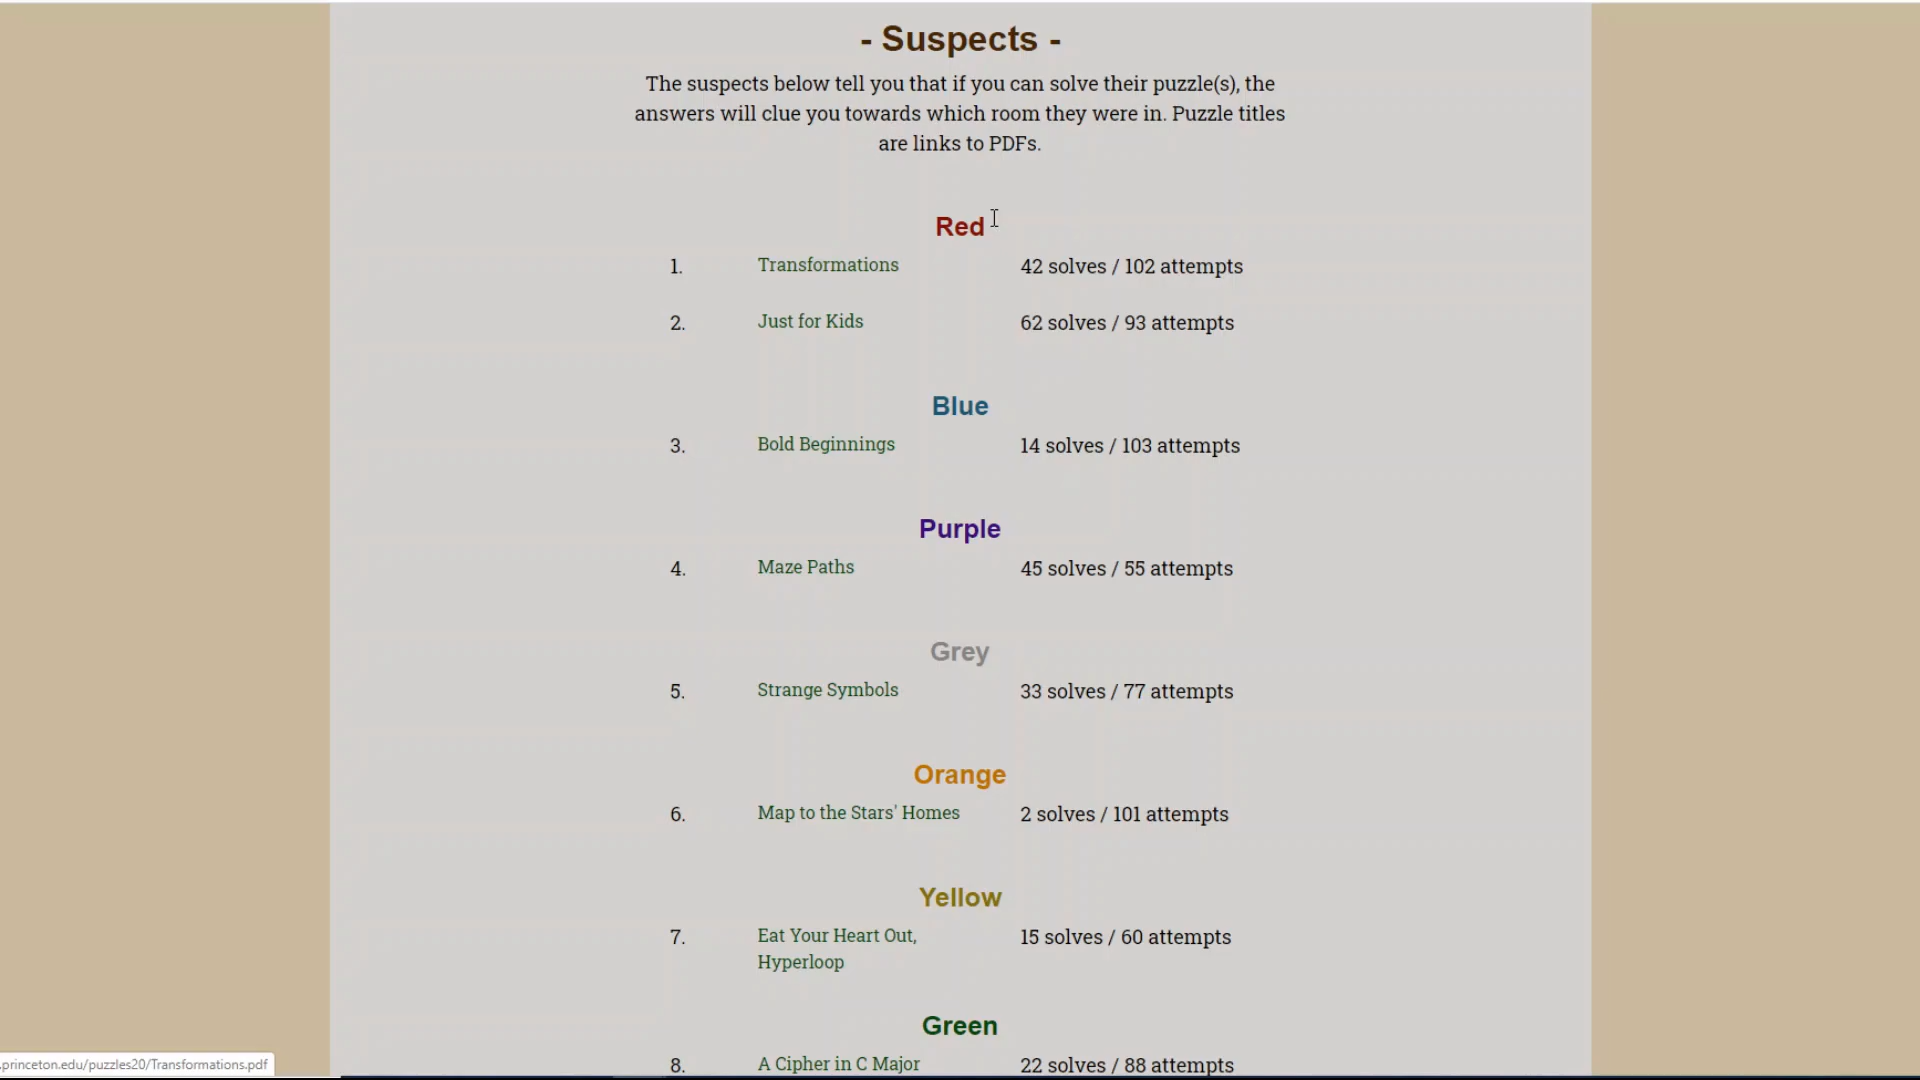 - Suspects -
The suspects below tell you that if you can solve their puzzle(s), the
answers will clue you towards which room they were in. Puzzle titles
are links to PDFs.
Red
1. Transformations 42 solves / 102 attempts
2. Just for Kids 62 solves / 93 attempts
Blue
3. Bold Beginnings 14 solves / 103 attempts
Purple
4. Maze Paths 45 solves / 55 attempts
Grey
5. Strange Symbols 33 solves / 77 attempts
Orange
6. Map to the Stars' Homes 2 solves / 101 attempts
Yellow
7. Eat Your Heart Out, 15 solves / 60 attempts
Hyperloop
Green
8. A Cipher in C Major 22 solves / 88 attempts
.princeton.edu/puzzles20/Transformations.pdf